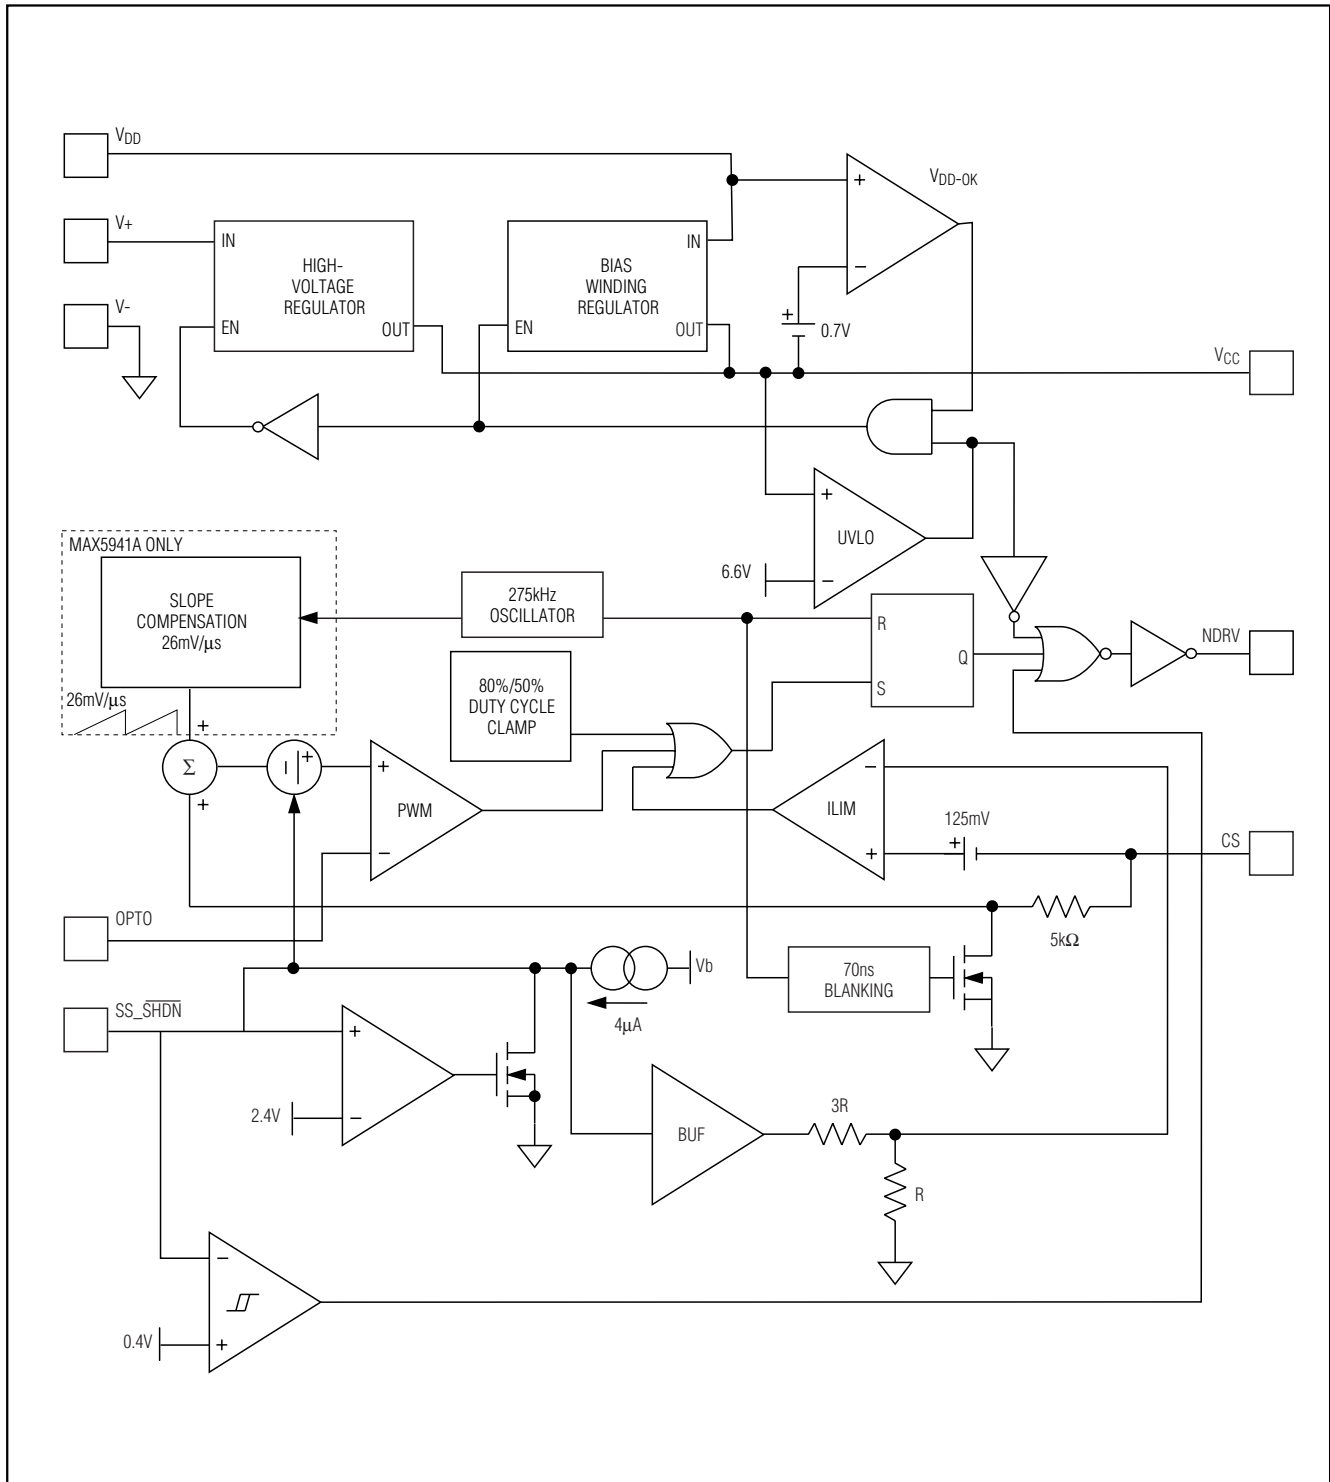 VDD
VDD-OK
V+
IN
HIGH-
VOLTAGE
REGULATOR
EN
OUT
IN
BIAS
WINDING
REGULATOR
EN
OUT
+
−
+
0.7V
V-
VCC
MAX5941A ONLY
SLOPE
COMPENSATION
26mV/µs
26mV/µs
275kHz
OSCILLATOR
+
UVLO
−
6.6V
R
Q
S
NDRV
80%/50%
DUTY CYCLE
CLAMP
+
Σ
+
+
+
PWM
−
−
ILIM
+
125mV
+
CS
5kΩ
OPTO
Vb
4µA
70ns
BLANKING
SS_SHDN
+
−
2.4V
BUF
3R
R
−
+
0.4V